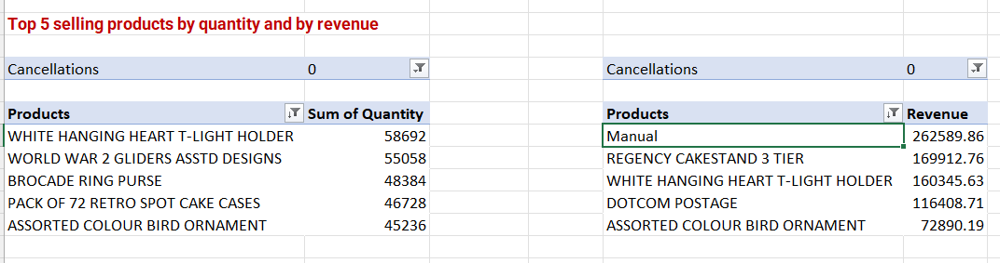 Top 5 selling products by quantity and by revenue
Cancellations 0 Cancellations 0
Products Sum of Quantity Products Revenue
WHITE HANGING HEART T-LIGHT HOLDER 58692 Manual 262589.86
WORLD WAR 2 GLIDERS ASSTD DESIGNS 55058 REGENCY CAKESTAND 3 TIER 169912.76
BROCADE RING PURSE 48384 WHITE HANGING HEART T-LIGHT HOLDER 160345.63
PACK OF 72 RETRO SPOT CAKE CASES 46728 DOTCOM POSTAGE 116408.71
ASSORTED COLOUR BIRD ORNAMENT 45236 ASSORTED COLOUR BIRD ORNAMENT 72890.19